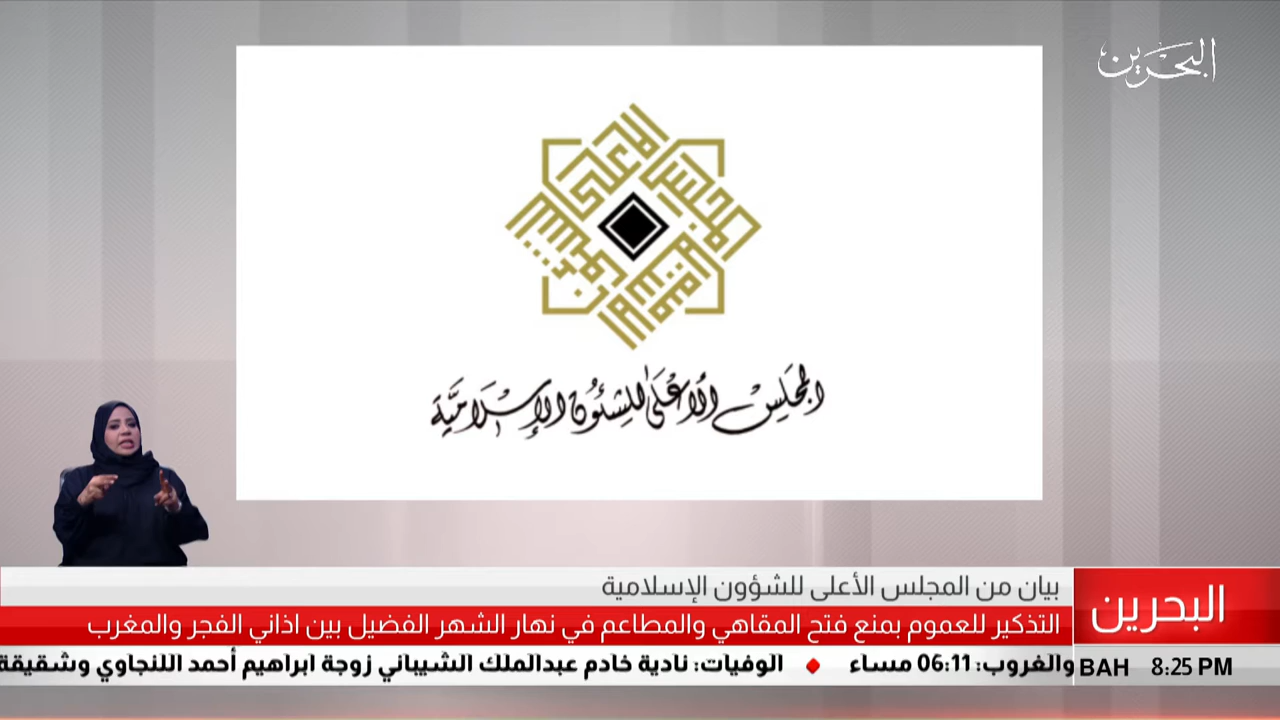 البحرين
المجلس الأعلى للشئون الإسلامية
بيان من المجلس الأعلى للشؤون الإسلامية
البحرين
التذكير للعموم بمنع فتح المقاهي والمطاعم في نهار الشهر الفضيل بين اذاني الفجر والمغرب
BAH 8:25 PM
والغروب: 06:11 مساء ♦ الوفيات: نادية خادم عبدالملك الشيباني زوجة ابراهيم أحمد اللنجاوي وشقيقة